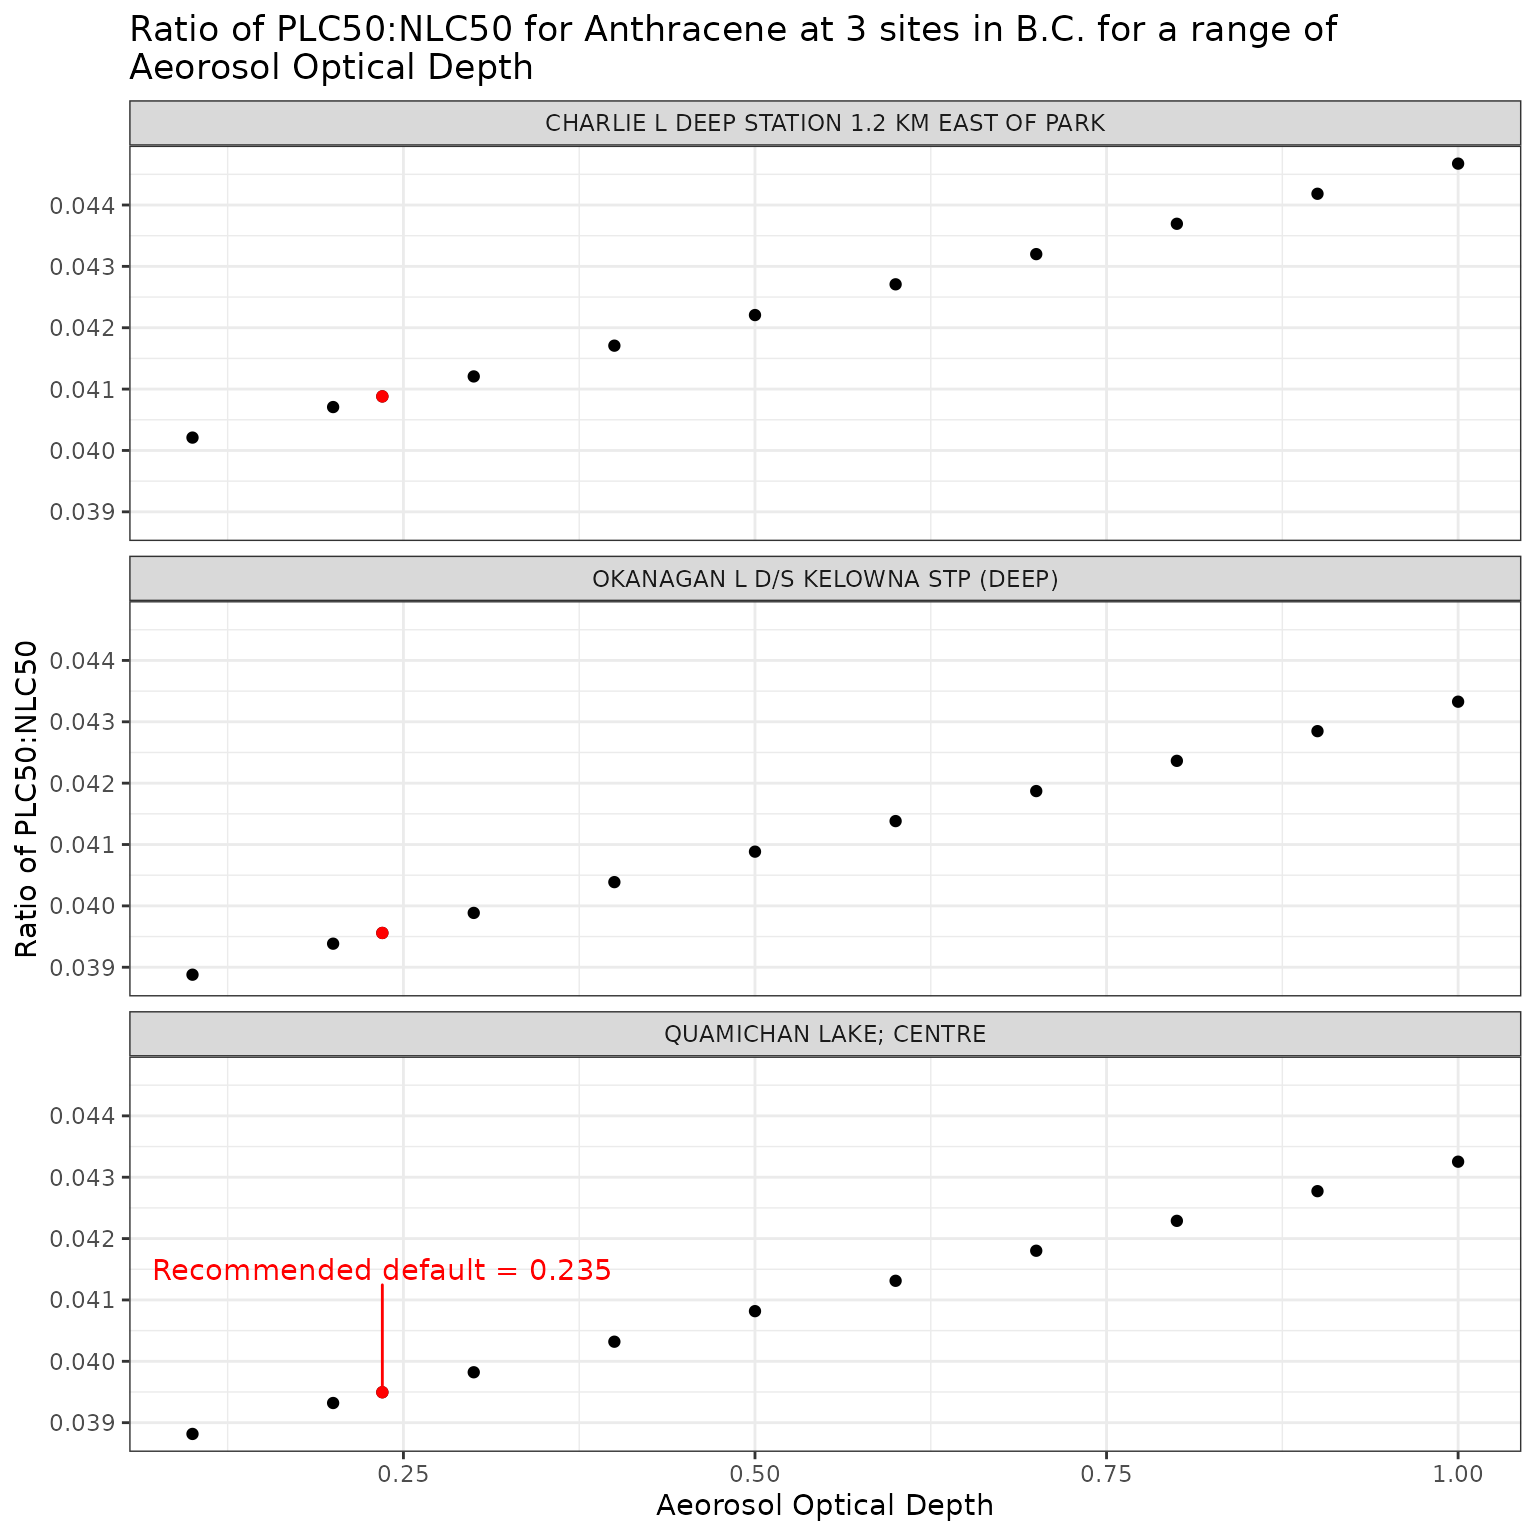 Ratio of PLC50:NLC50 for Anthracene at 3 sites in B.C. for a range of
Aeorosol Optical Depth
CHARLIE L DEEP STATION 1.2 KM EAST OF PARK
0.044
0.043
0.042
0.041
0.040
0.039
OKANAGAN L D/S KELOWNA STP (DEEP)
0.044
0.043
0.042
0.041
0.040
0.039
Ratio of PLC50:NLC50
QUAMICHAN LAKE; CENTRE
0.044
0.043
0.042
0.041
0.040
0.039
Recommended default = 0.235
0.25 0.50 0.75 1.00
Aeorosol Optical Depth